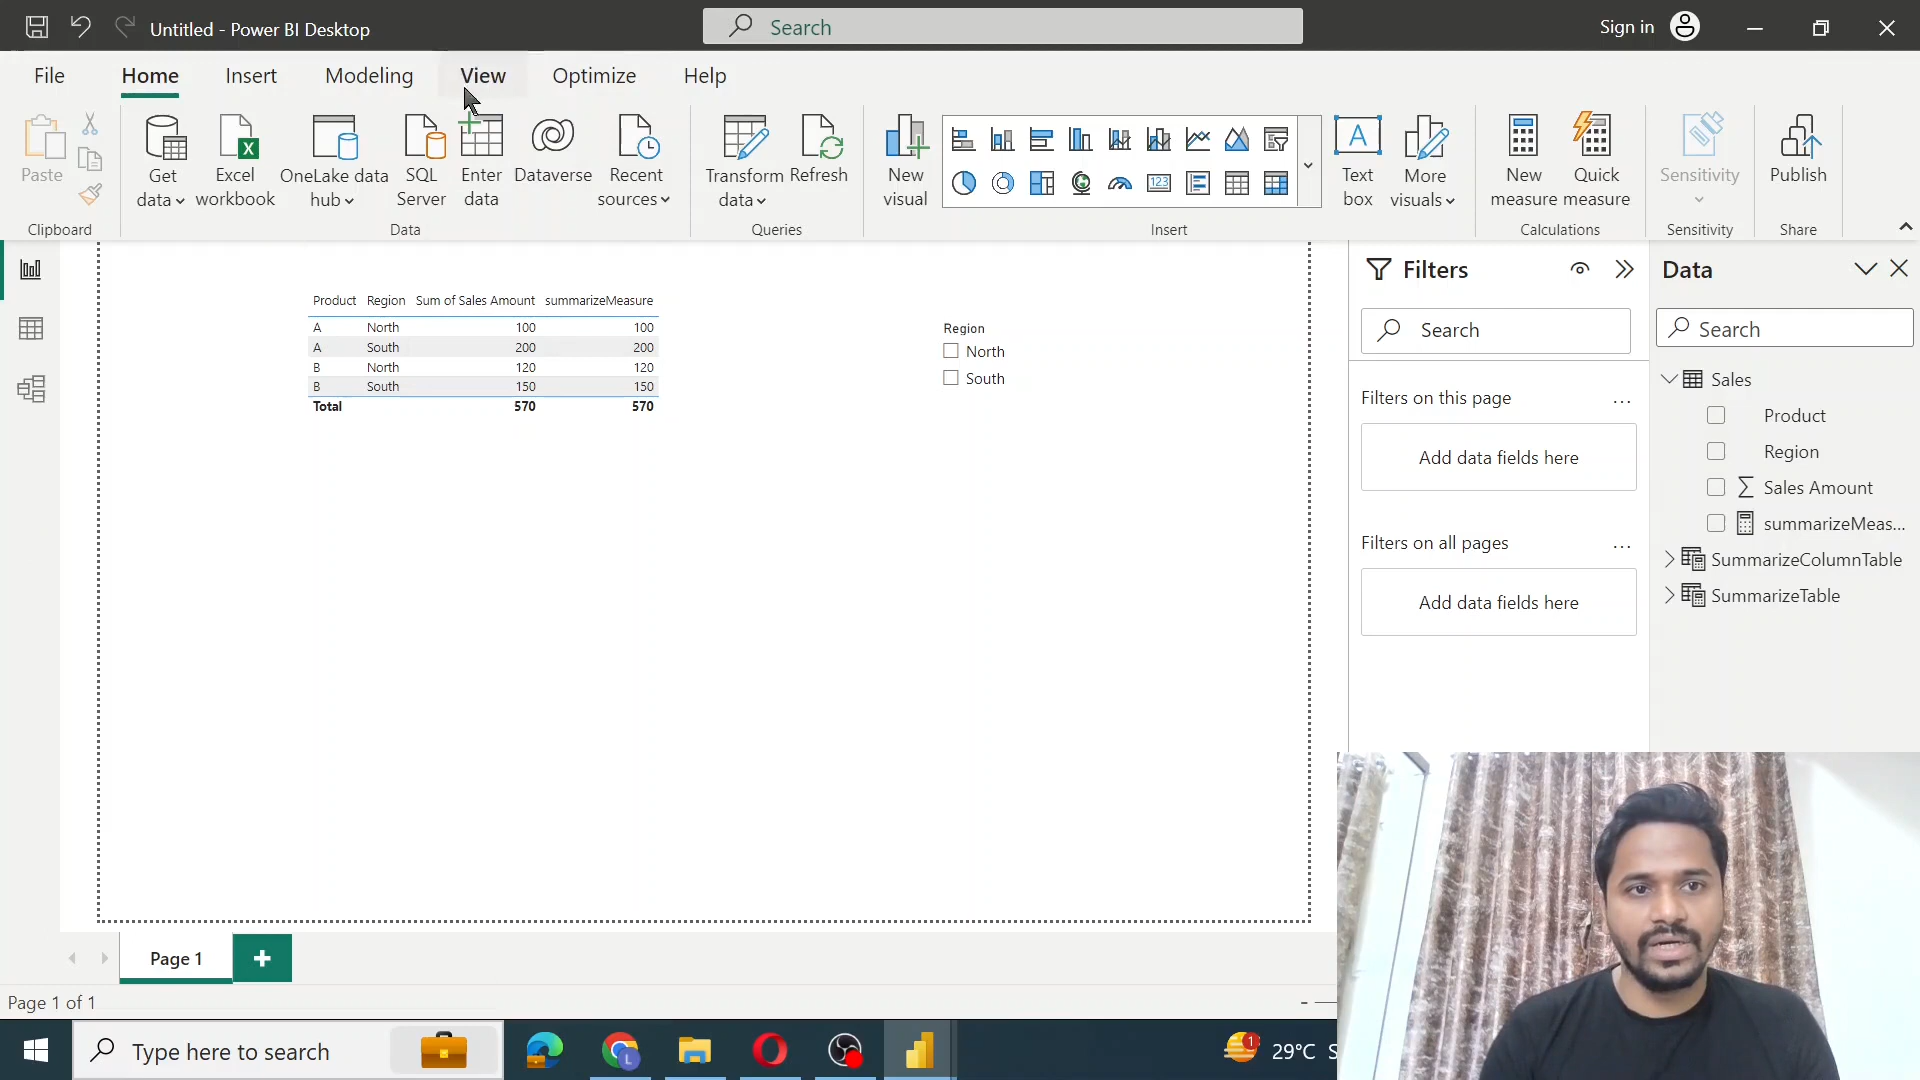 Untitled - Power BI Desktop
Search
Sign in
File Home Insert Modeling View Optimize Help
Paste
Get data
Excel workbook
OneLake data hub
SQL Server
Enter data
Dataverse
Recent sources
Transform data
Refresh
New visual
Text box
More visuals
New measure
Quick measure
Sensitivity
Publish
Clipboard Data Queries Insert Calculations Sensitivity Share
Product Region Sum of Sales Amount summarizeMeasure
A North 100 100
A South 200 200
B North 120 120
B South 150 150
Total 570 570
Region
North
South
Filters
Search
Filters on this page ...
Add data fields here
Filters on all pages ...
Add data fields here
Data
Search
Sales
Product
Region
Sales Amount
summarizeMeas...
SummarizeColumnTable
SummarizeTable
Page 1
Page 1 of 1
Type here to search
L
1
29°C S